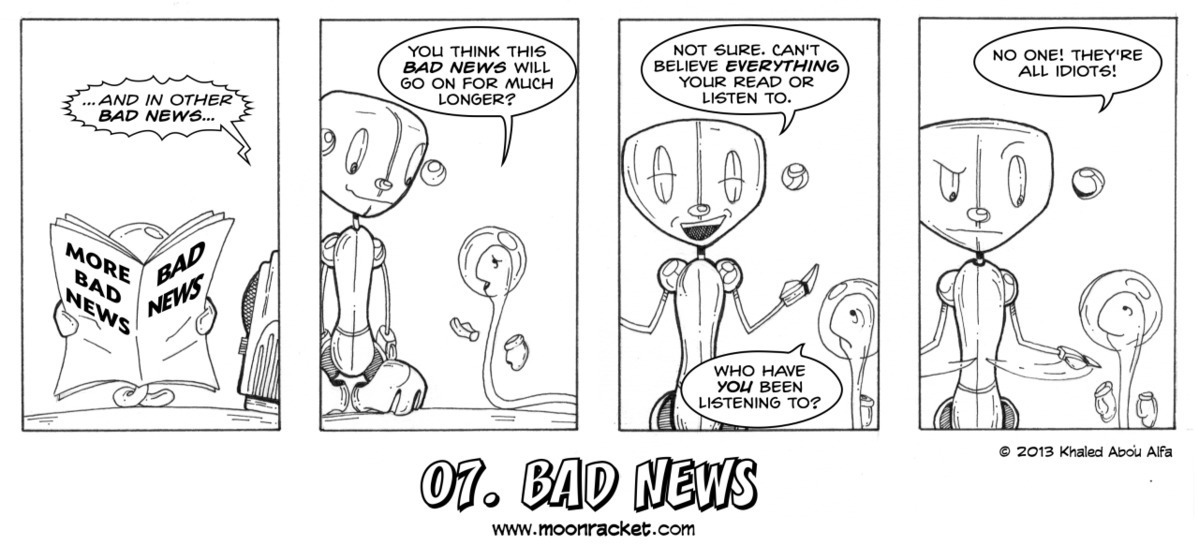 ...AND IN OTHER
BAD NEWS...
MORE
BAD
NEWS
BAD
NEWS
YOU THINK THIS
BAD NEWS WILL
GO ON FOR MUCH
LONGER?
NOT SURE. CAN'T
BELIEVE EVERYTHING
YOUR READ OR
LISTEN TO.
WHO HAVE
YOU BEEN
LISTENING TO?
NO ONE! THEY'RE
ALL IDIOTS!
© 2013 Khaled Abou Alfa
07. BAD NEWS
www.moonracket.com